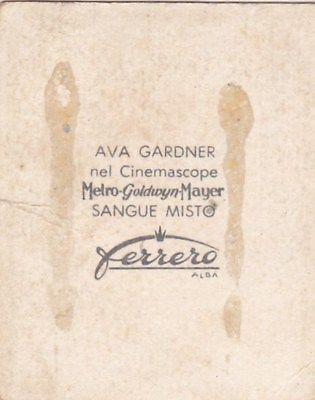 AVA GARDNER
nel Cinemascope
Metro-Goldwyn-Mayer
SANGUE MISTO
Ferrero
ALBA